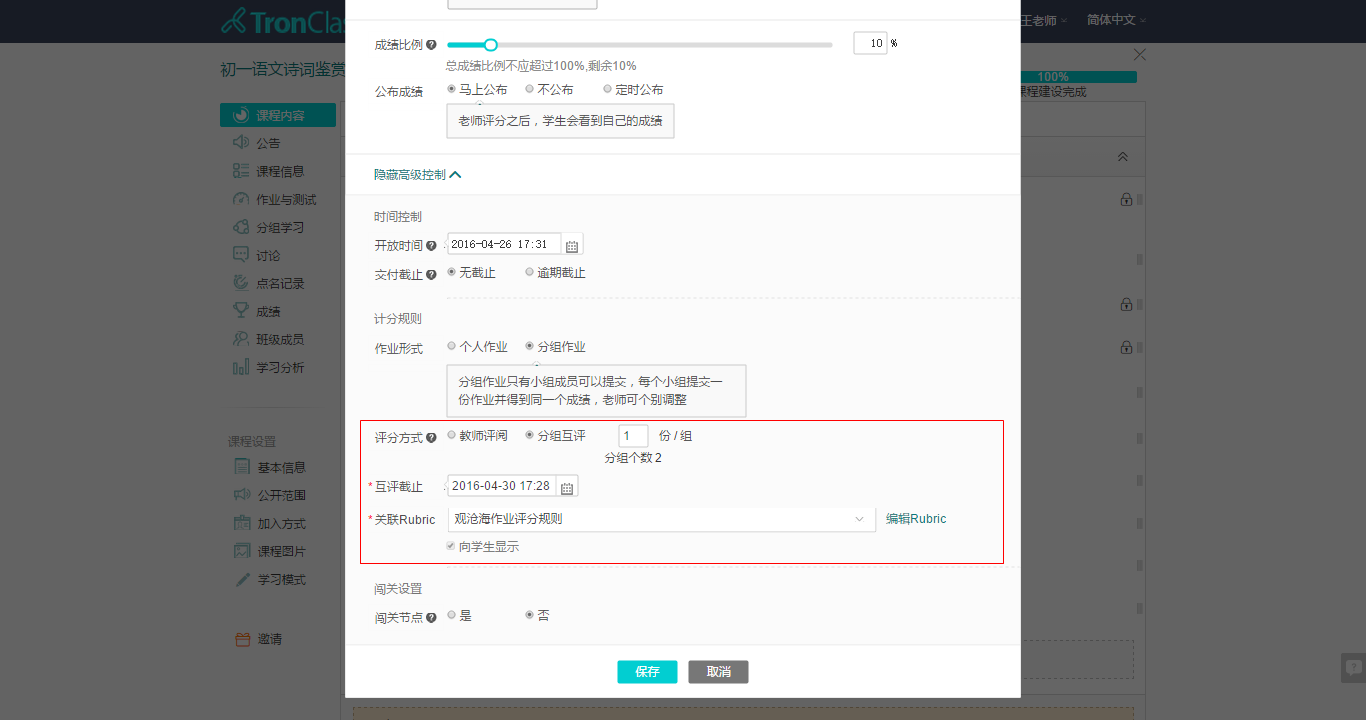 TronClas
王老师
简体中文
初一语文诗词鉴赏
100%
课程建设完成
课程内容
公告
课程信息
作业与测试
分组学习
讨论
点名记录
成绩
班级成员
学习分析
课程设置
基本信息
公开范围
加入方式
课程图片
学习模式
邀请
成绩比例 10 %
总成绩比例不应超过100%,剩余10%
公布成绩 马上公布 不公布 定时公布
老师评分之后，学生会看到自己的成绩
隐藏高级控制
时间控制
开放时间 : 2016-04-26 17:31
交付截止 无截止 逾期截止
计分规则
作业形式 个人作业 分组作业
分组作业只有小组成员可以提交，每个小组提交一
份作业并得到同一个成绩，老师可个别调整
评分方式 教师评阅 分组互评 1 份 / 组
分组个数 2
*互评截止 : 2016-04-30 17:28
*关联Rubric 观沧海作业评分规则 编辑Rubric
向学生显示
闯关设置
闯关节点 是 否
保存 取消